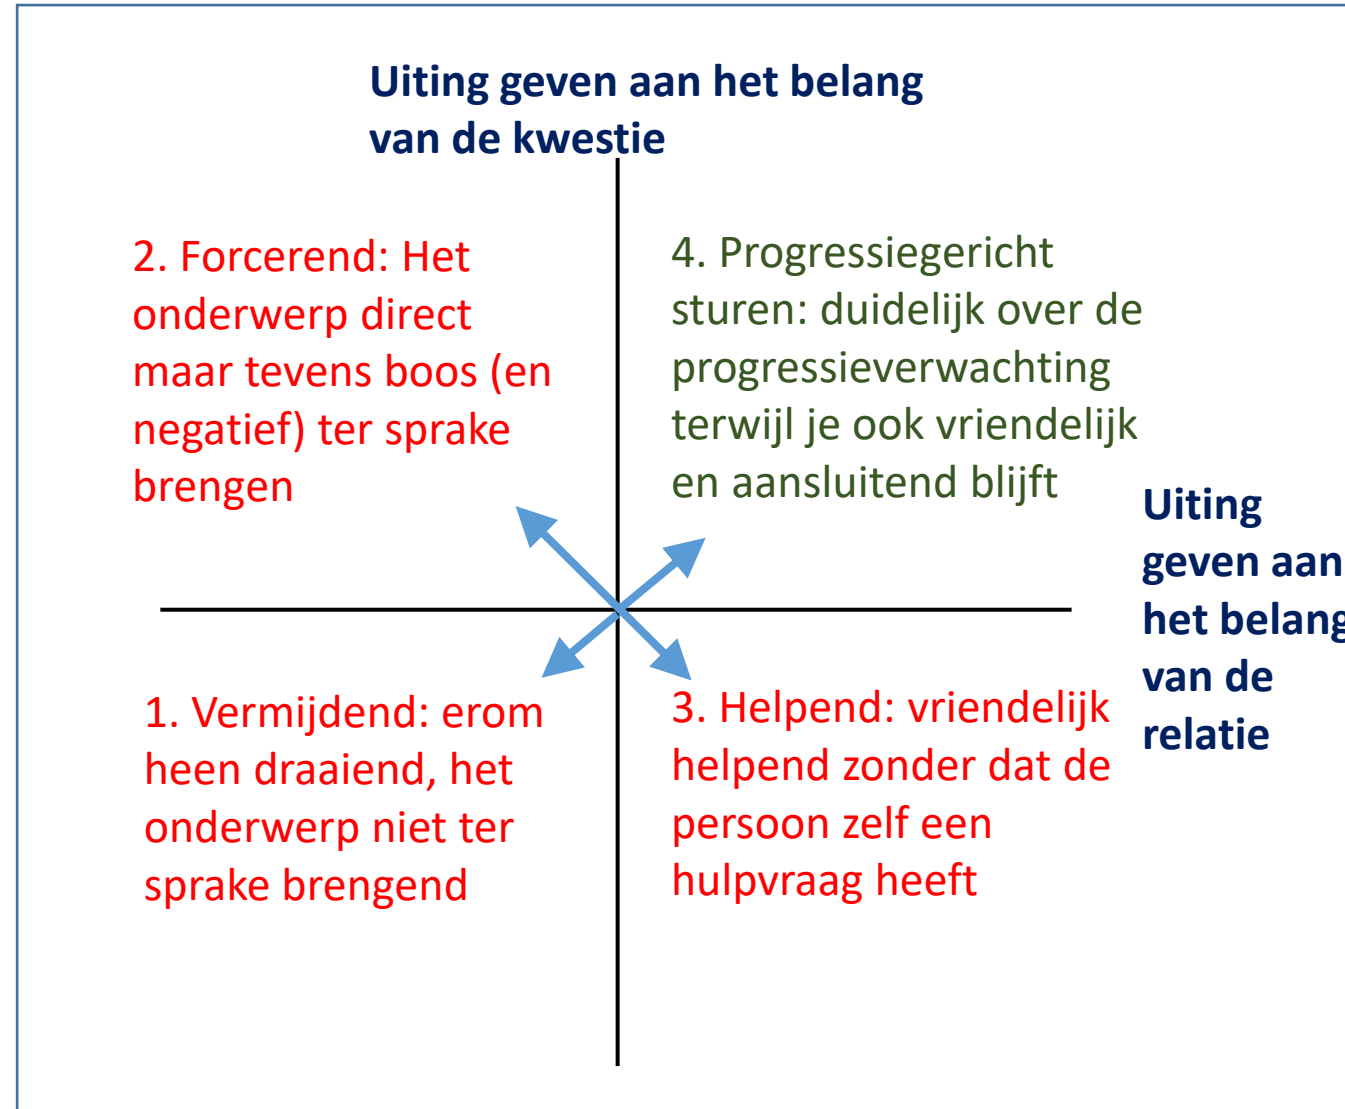 Uiting geven aan het belang
van de kwestie
2. Forcerend: Het
onderwerp direct
maar tevens boos (en
negatief) ter sprake
brengen
4. Progressiegericht
sturen: duidelijk over de
progressieverwachting
terwijl je ook vriendelijk
en aansluitend blijft
Uiting
geven aan
het belang
van de
relatie
1. Vermijdend: erom
heen draaiend, het
onderwerp niet ter
sprake brengend
3. Helpend: vriendelijk
helpend zonder dat de
persoon zelf een
hulpvraag heeft